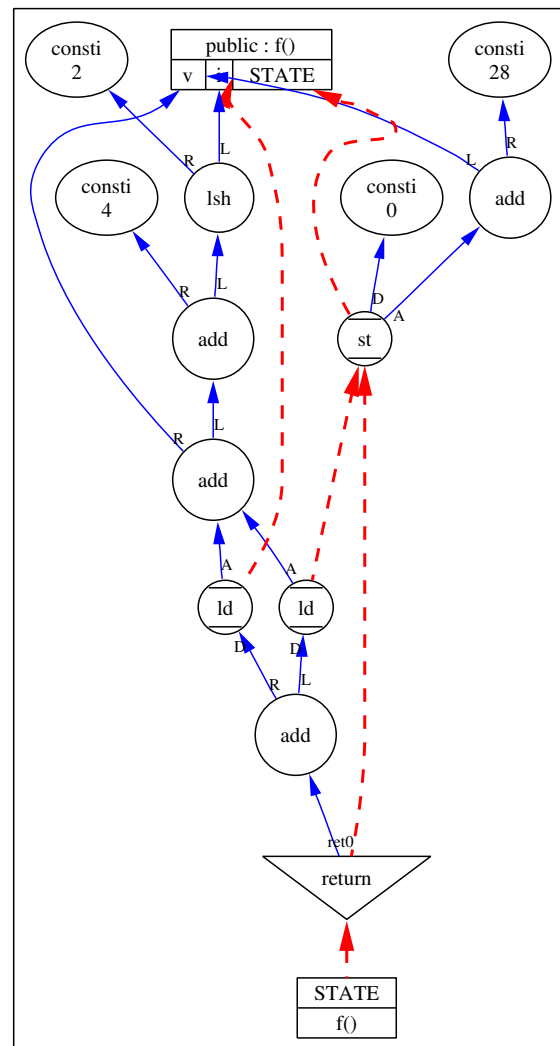 public : f()
v i STATE
consti
2
consti
28
R
L
L
R
consti
4
lsh
consti
0
add
R
L
D
A
add
st
R
L
add
A
A
ld
ld
D
D
R
L
add
ret0
return
STATE
f()